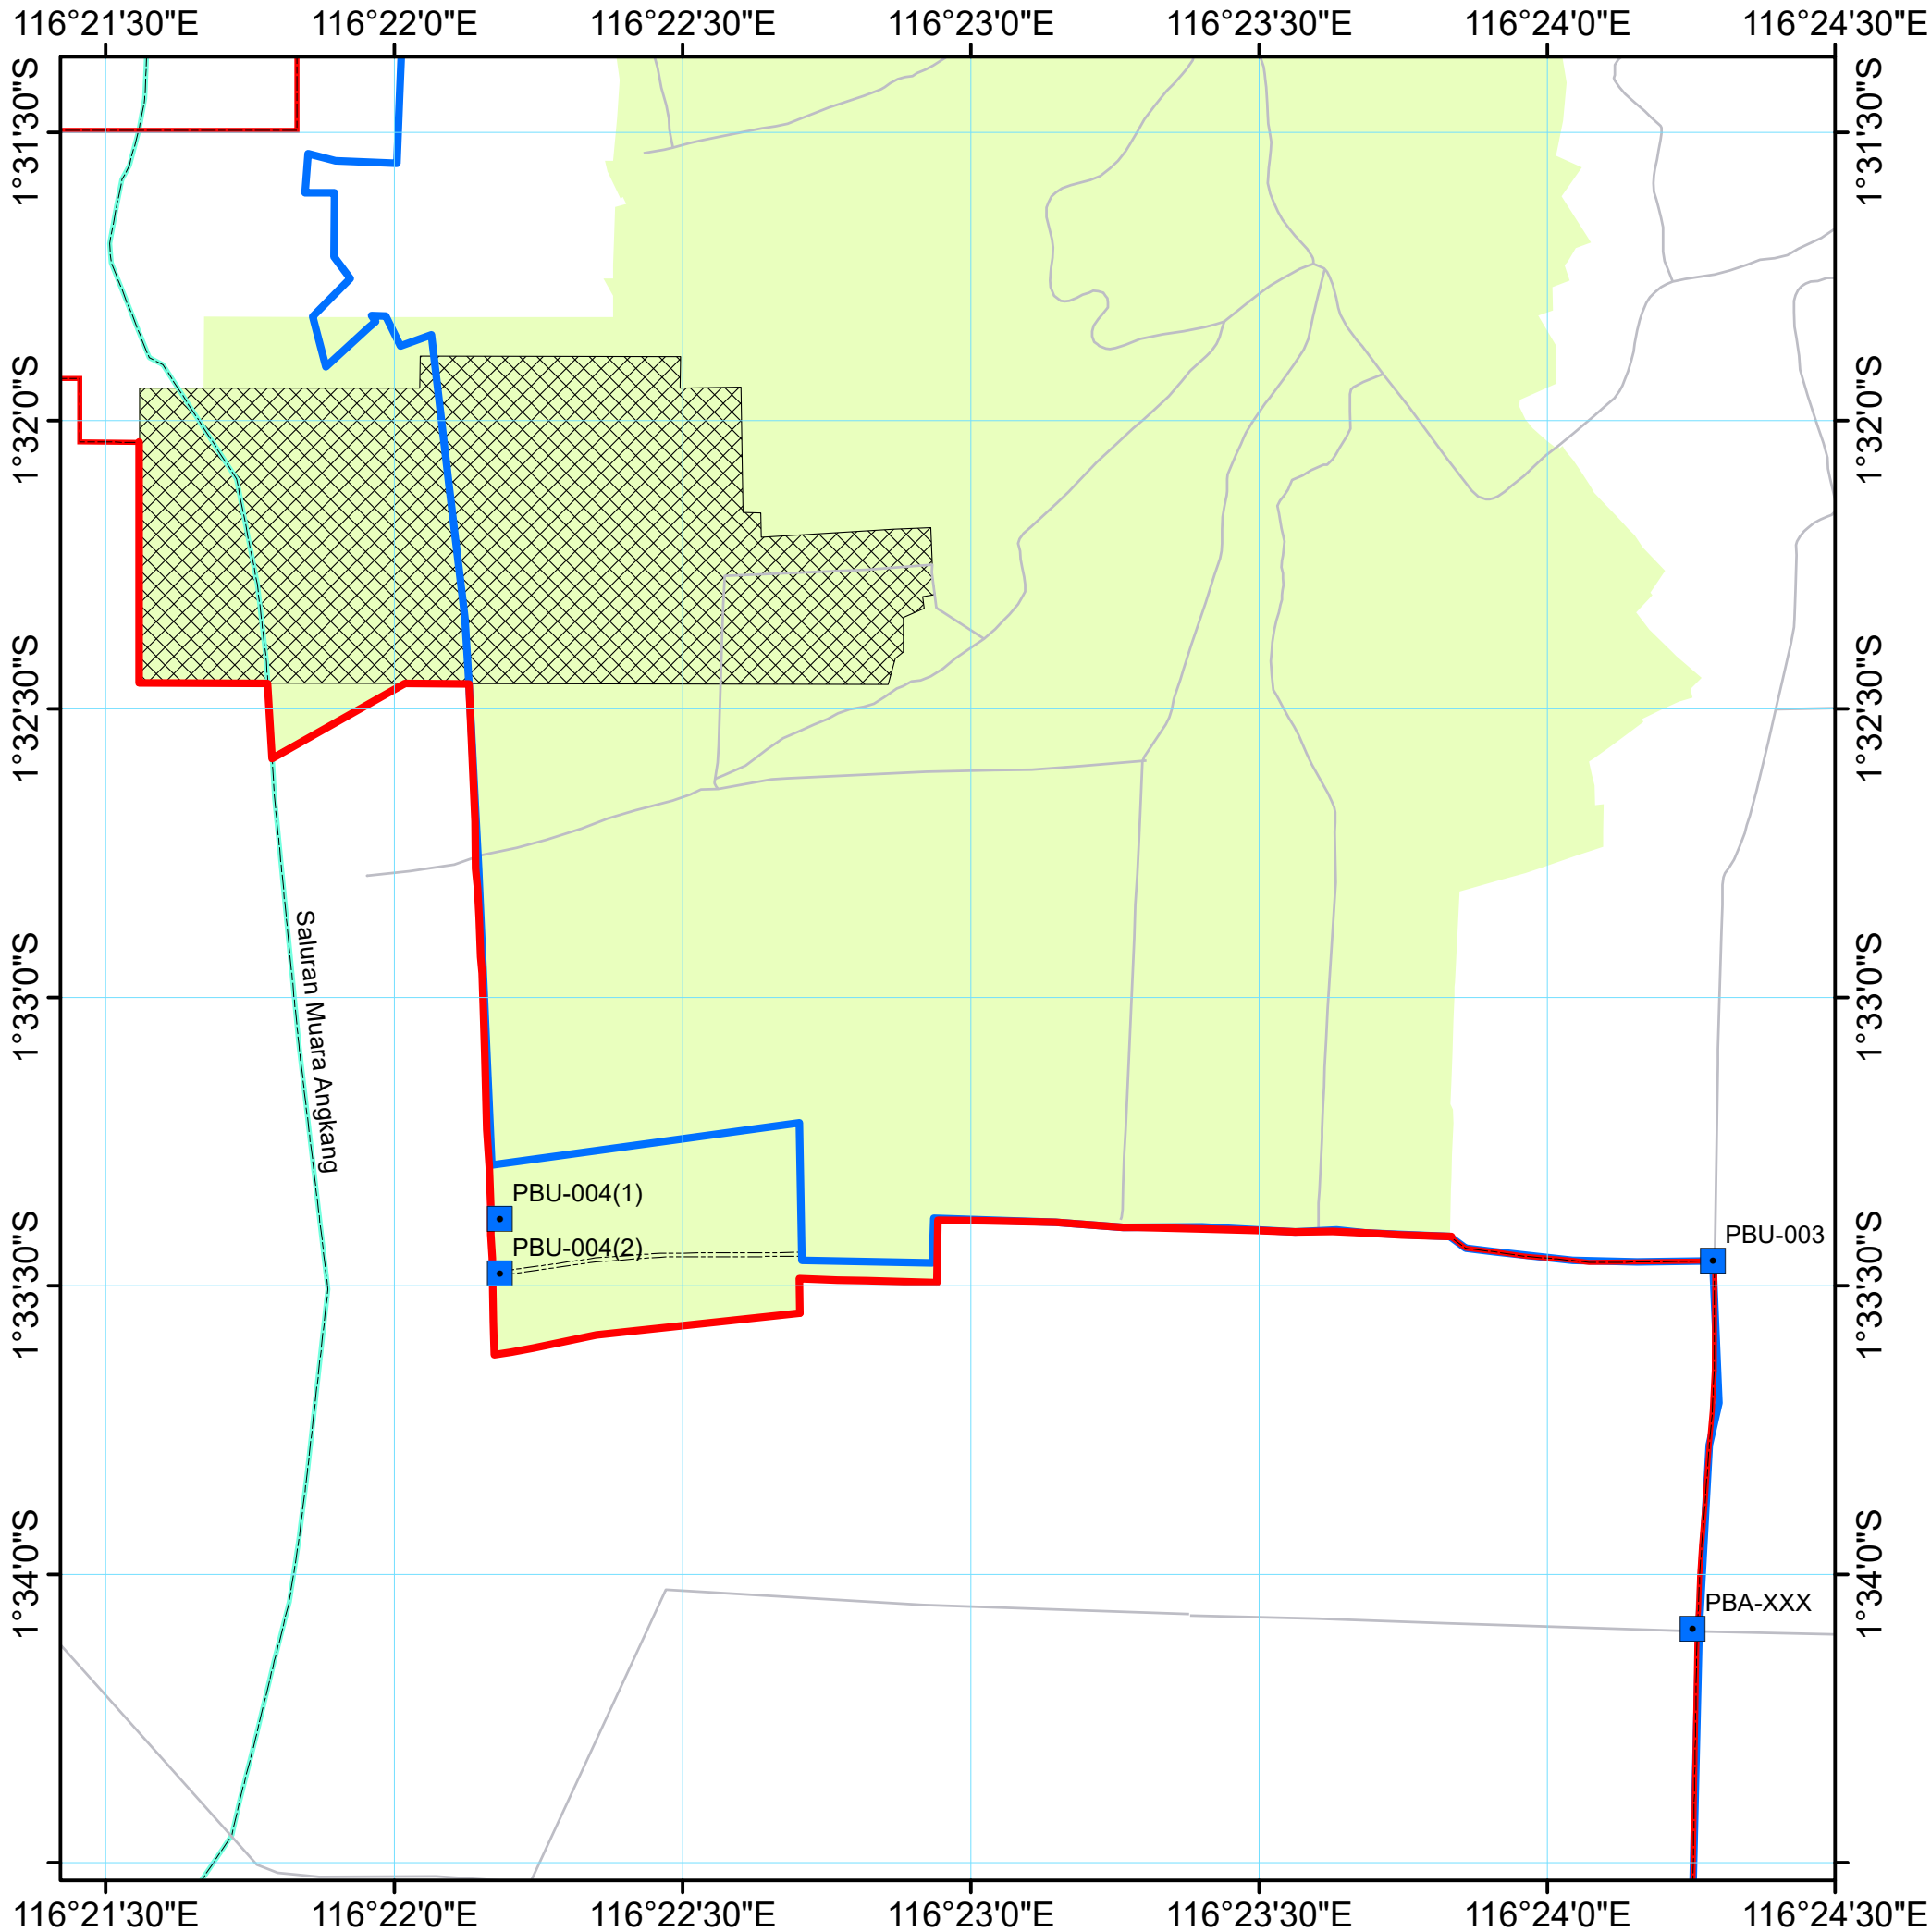 116°21'30"E 116°22'0"E 116°22'30"E 116°23'0"E 116°23'30"E 116°24'0"E 116°24'30"E
1°31'30"S 1°31'30"S
1°32'0"S 1°32'0"S
1°32'30"S 1°32'30"S
1°33'0"S 1°33'0"S
Saluran Muara Angkang
PBU-004(1)
PBU-004(2)
PBU-003
1°33'30"S 1°33'30"S
1°34'0"S 1°34'0"S
PBA-XXX
116°21'30"E 116°22'0"E 116°22'30"E 116°23'0"E 116°23'30"E 116°24'0"E 116°24'30"E